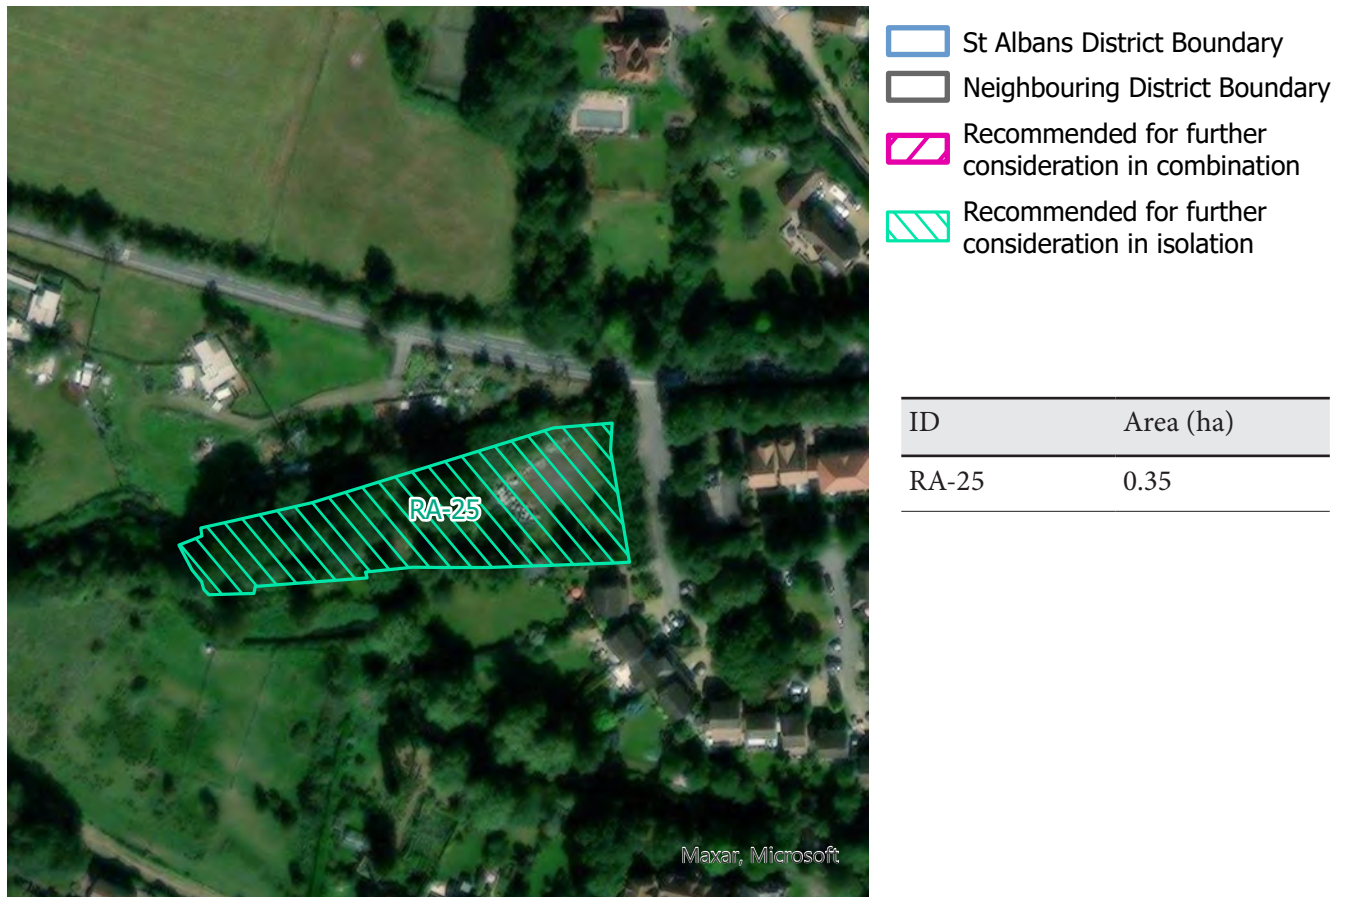 St Albans District Boundary
Neighbouring District Boundary
Recommended for further
consideration in combination
Recommended for further
consideration in isolation
ID Area (ha)
RA-25 0.35
RA-25
Maxar, Microsoft